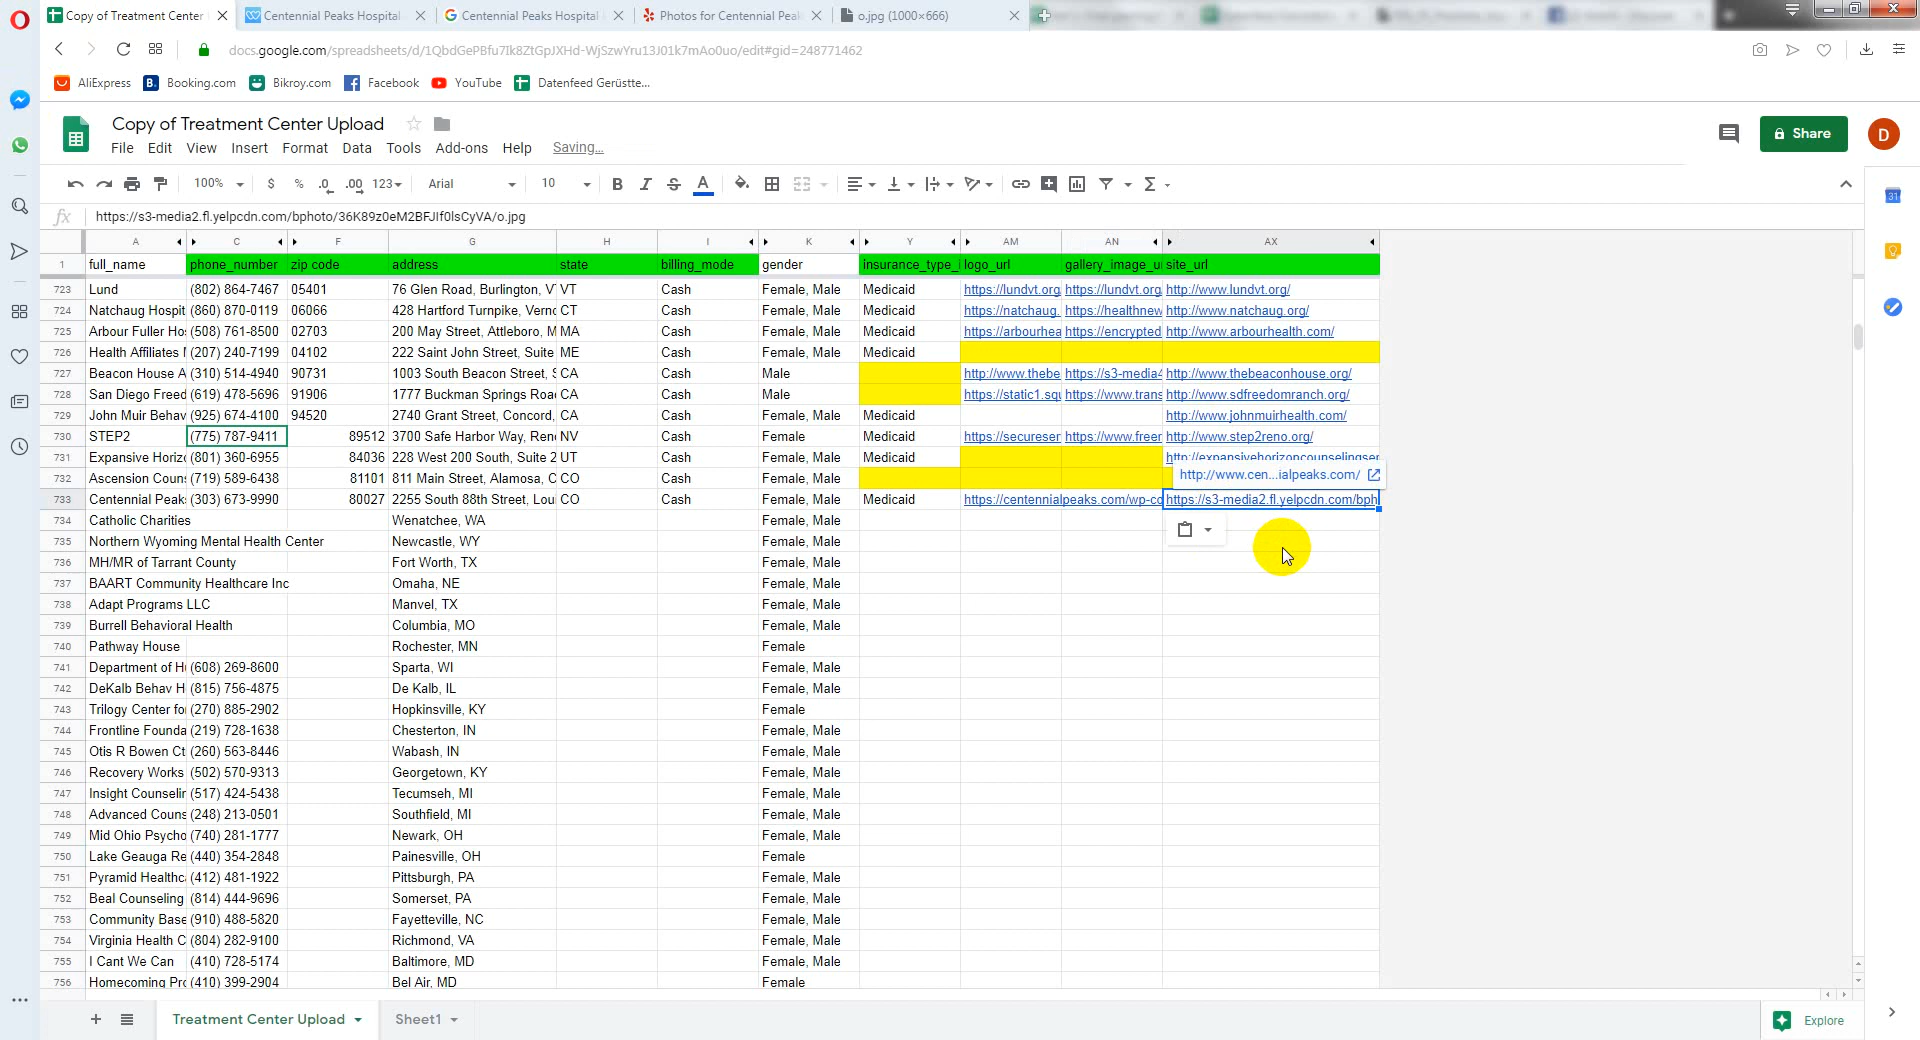 Copy of Treatment Center
Centennial Peaks Hospital
Centennial Peaks Hospital
Photos for Centennial Peak
o.jpg (1000×666)
docs.google.com/spreadsheets/d/1QbdGePBfu7Ik8ZtGpJXHd-WjSzwYru13J01k7mAo0uo/edit#gid=248771462
AliExpress
B. Booking.com
Bikroy.com
Facebook
YouTube
Datenfeed Gerüstte...
Copy of Treatment Center Upload
Share
D
File Edit View Insert Format Data Tools Add-ons Help Saving...
100% $ % .0 .00 123 Arial 10 B I S A Σ
31
fx https://s3-media2.fl.yelpcdn.com/bphoto/36K89z0eM2BFJIf0lsCyVA/o.jpg
A C F G H I K Y AM AN AX
1 full_name phone_number zip code address state billing_mode gender insurance_type_ logo_url gallery_image_u site_url
723 Lund (802) 864-7467 05401 76 Glen Road, Burlington, V VT Cash Female, Male Medicaid https://lundvt.org https://lundvt.org http://www.lundvt.org/
724 Natchaug Hospit (860) 870-0119 06066 428 Hartford Turnpike, Verno CT Cash Female, Male Medicaid https://natchaug. https://healthnew http://www.natchaug.org/
725 Arbour Fuller Ho (508) 761-8500 02703 200 May Street, Attleboro, M MA Cash Female, Male Medicaid https://arbourhea https://encrypted http://www.arbourhealth.com/
726 Health Affiliates (207) 240-7199 04102 222 Saint John Street, Suite ME Cash Female, Male Medicaid
727 Beacon House A (310) 514-4940 90731 1003 South Beacon Street, S CA Cash Male http://www.thebe https://s3-media4 http://www.thebeaconhouse.org/
728 San Diego Freed (619) 478-5696 91906 1777 Buckman Springs Roa CA Cash Male https://static1.squ https://www.trans http://www.sdfreedomranch.org/
729 John Muir Behav (925) 674-4100 94520 2740 Grant Street, Concord, CA Cash Female, Male Medicaid http://www.johnmuirhealth.com/
730 STEP2 (775) 787-9411 89512 3700 Safe Harbor Way, Ren NV Cash Female Medicaid https://secureser https://www.freer http://www.step2reno.org/
731 Expansive Horizo (801) 360-6955 84036 228 West 200 South, Suite 2 UT Cash Female, Male Medicaid http://expansivehorizoncounselingser
732 Ascension Couns (719) 589-6438 81101 811 Main Street, Alamosa, C CO Cash Female, Male http://www.cen...ialpeaks.com/
733 Centennial Peak (303) 673-9990 80027 2255 South 88th Street, Lou CO Cash Female, Male Medicaid https://centennialpeaks.com/wp-co https://s3-media2.fl.yelpcdn.com/bph
734 Catholic Charities Wenatchee, WA Female, Male
735 Northern Wyoming Mental Health Center Newcastle, WY Female, Male
736 MH/MR of Tarrant County Fort Worth, TX Female, Male
737 BAART Community Healthcare Inc Omaha, NE Female, Male
738 Adapt Programs LLC Manvel, TX Female, Male
739 Burrell Behavioral Health Columbia, MO Female, Male
740 Pathway House Rochester, MN Female
741 Department of H (608) 269-8600 Sparta, WI Female, Male
742 DeKalb Behav H (815) 756-4875 De Kalb, IL Female, Male
743 Trilogy Center fo (270) 885-2902 Hopkinsville, KY Female
744 Frontline Founda (219) 728-1638 Chesterton, IN Female, Male
745 Otis R Bowen Ct (260) 563-8446 Wabash, IN Female, Male
746 Recovery Works (502) 570-9313 Georgetown, KY Female, Male
747 Insight Counselin (517) 424-5438 Tecumseh, MI Female, Male
748 Advanced Couns (248) 213-0501 Southfield, MI Female, Male
749 Mid Ohio Psycho (740) 281-1777 Newark, OH Female, Male
750 Lake Geauga Re (440) 354-2848 Painesville, OH Female
751 Pyramid Healthc (412) 481-1922 Pittsburgh, PA Female, Male
752 Beal Counseling (814) 444-9696 Somerset, PA Female, Male
753 Community Base (910) 488-5820 Fayetteville, NC Female, Male
754 Virginia Health C (804) 282-9100 Richmond, VA Female, Male
755 I Cant We Can (410) 728-5174 Baltimore, MD Female, Male
756 Homecoming Pro (410) 399-2904 Bel Air, MD Female
Treatment Center Upload
Sheet1
Explore